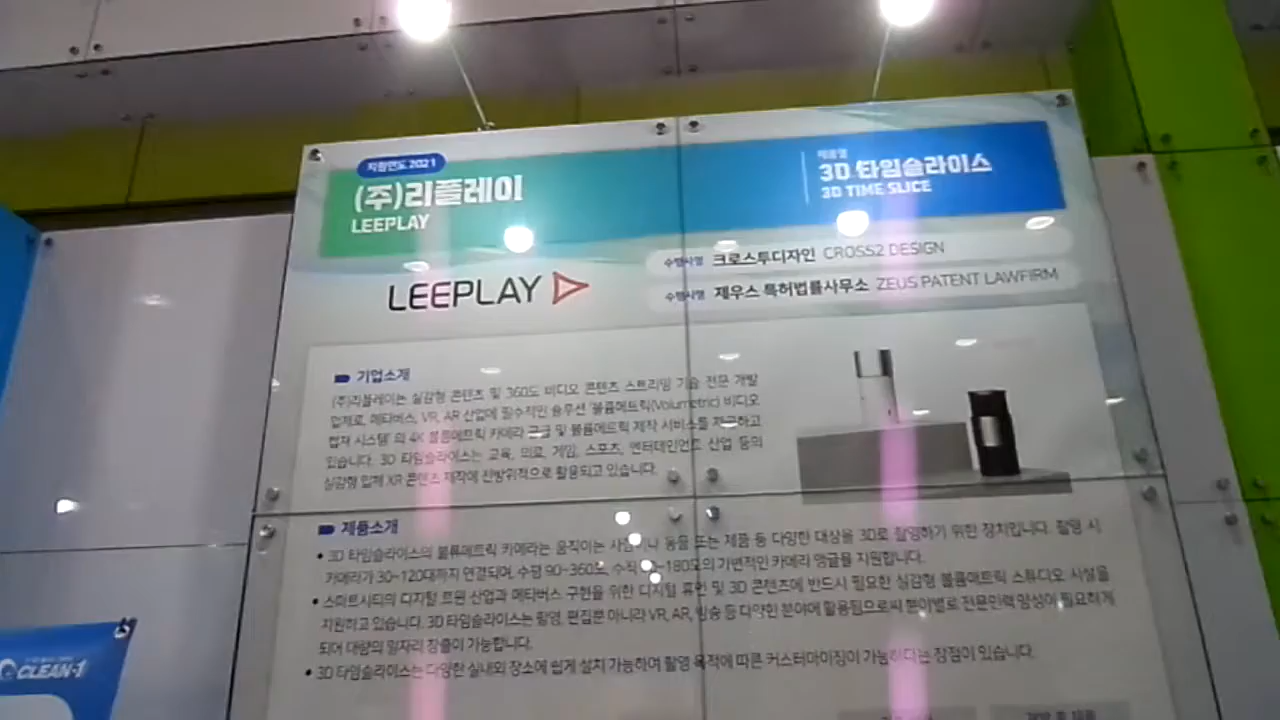 지원연도 2021
(주)리플레이
LEEPLAY
제품명
3D 타임슬라이스
3D TIME SLICE
LEEPLAY
수행사명 크로스투디자인 CROSS2 DESIGN
수행사명 제우스 특허법률사무소 ZEUS PATENT LAWFIRM
기업소개
(주)리플레이는 실감형 콘텐츠 및 360도 비디오 콘텐츠 스트리밍 기술 전문 개발
업체로, 메타버스, VR, AR 산업에 필수적인 솔루션 '볼륨메트릭(Volumetric) 비디오
캡쳐 시스템' 의 4K 볼륨메트릭 카메라 공급 및 볼륨메트릭 제작 서비스를 제공하고
있습니다. 3D 타임슬라이스는 교육, 의료, 게임, 스포츠, 엔터테인먼트 산업 등의
실감형 입체 XR 콘텐츠 제작에 전방위적으로 활용되고 있습니다.
제품소개
• 3D 타임슬라이스의 볼류메트릭 카메라는 움직이는 사람이나 동물 또는 제품 등 다양한 대상을 3D로 촬영하기 위한 장치입니다. 촬영 시
카메라가 30~120대까지 연결되며, 수평 90~360도, 수직 180도의 가변적인 카메라 앵글을 지원합니다.
• 스마트시티의 디지털 트윈 산업과 메타버스 구현을 위한 디지털 휴먼 및 3D 콘텐츠에 반드시 필요한 실감형 볼륨메트릭 스튜디오 시설을
지원하고 있습니다. 3D 타임슬라이스는 촬영, 편집뿐 아니라 VR, AR, 방송 등 다양한 분야에 활용됨으로써 분야별로 전문인력 양성이 필요하게
되어 대량의 일자리 창출이 가능합니다.
• 3D 타임슬라이스는 다양한 실내외 장소에 쉽게 설치 가능하여 촬영 목적에 따른 커스터마이징이 가능하다는 장점이 있습니다.
CLEAN-1